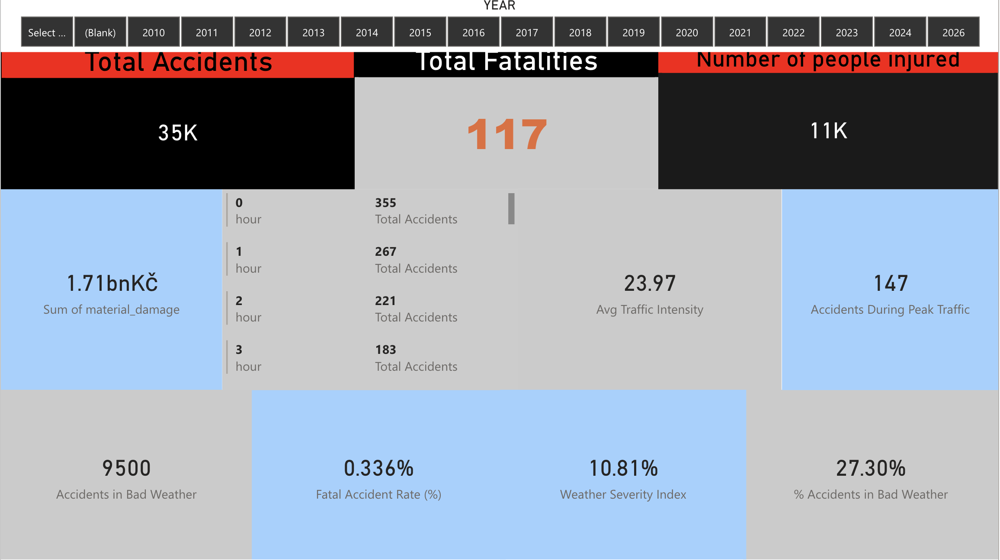 YEAR
Select ... (Blank) 2010 2011 2012 2013 2014 2015 2016 2017 2018 2019 2020 2021 2022 2023 2024 2026
Total Accidents
Total Fatalities
Number of people injured
35K
117
11K
1.71bnKč
Sum of material_damage
0 355
hour Total Accidents
1 267
hour Total Accidents
2 221
hour Total Accidents
3 183
hour Total Accidents
23.97
Avg Traffic Intensity
147
Accidents During Peak Traffic
9500
Accidents in Bad Weather
0.336%
Fatal Accident Rate (%)
10.81%
Weather Severity Index
27.30%
% Accidents in Bad Weather